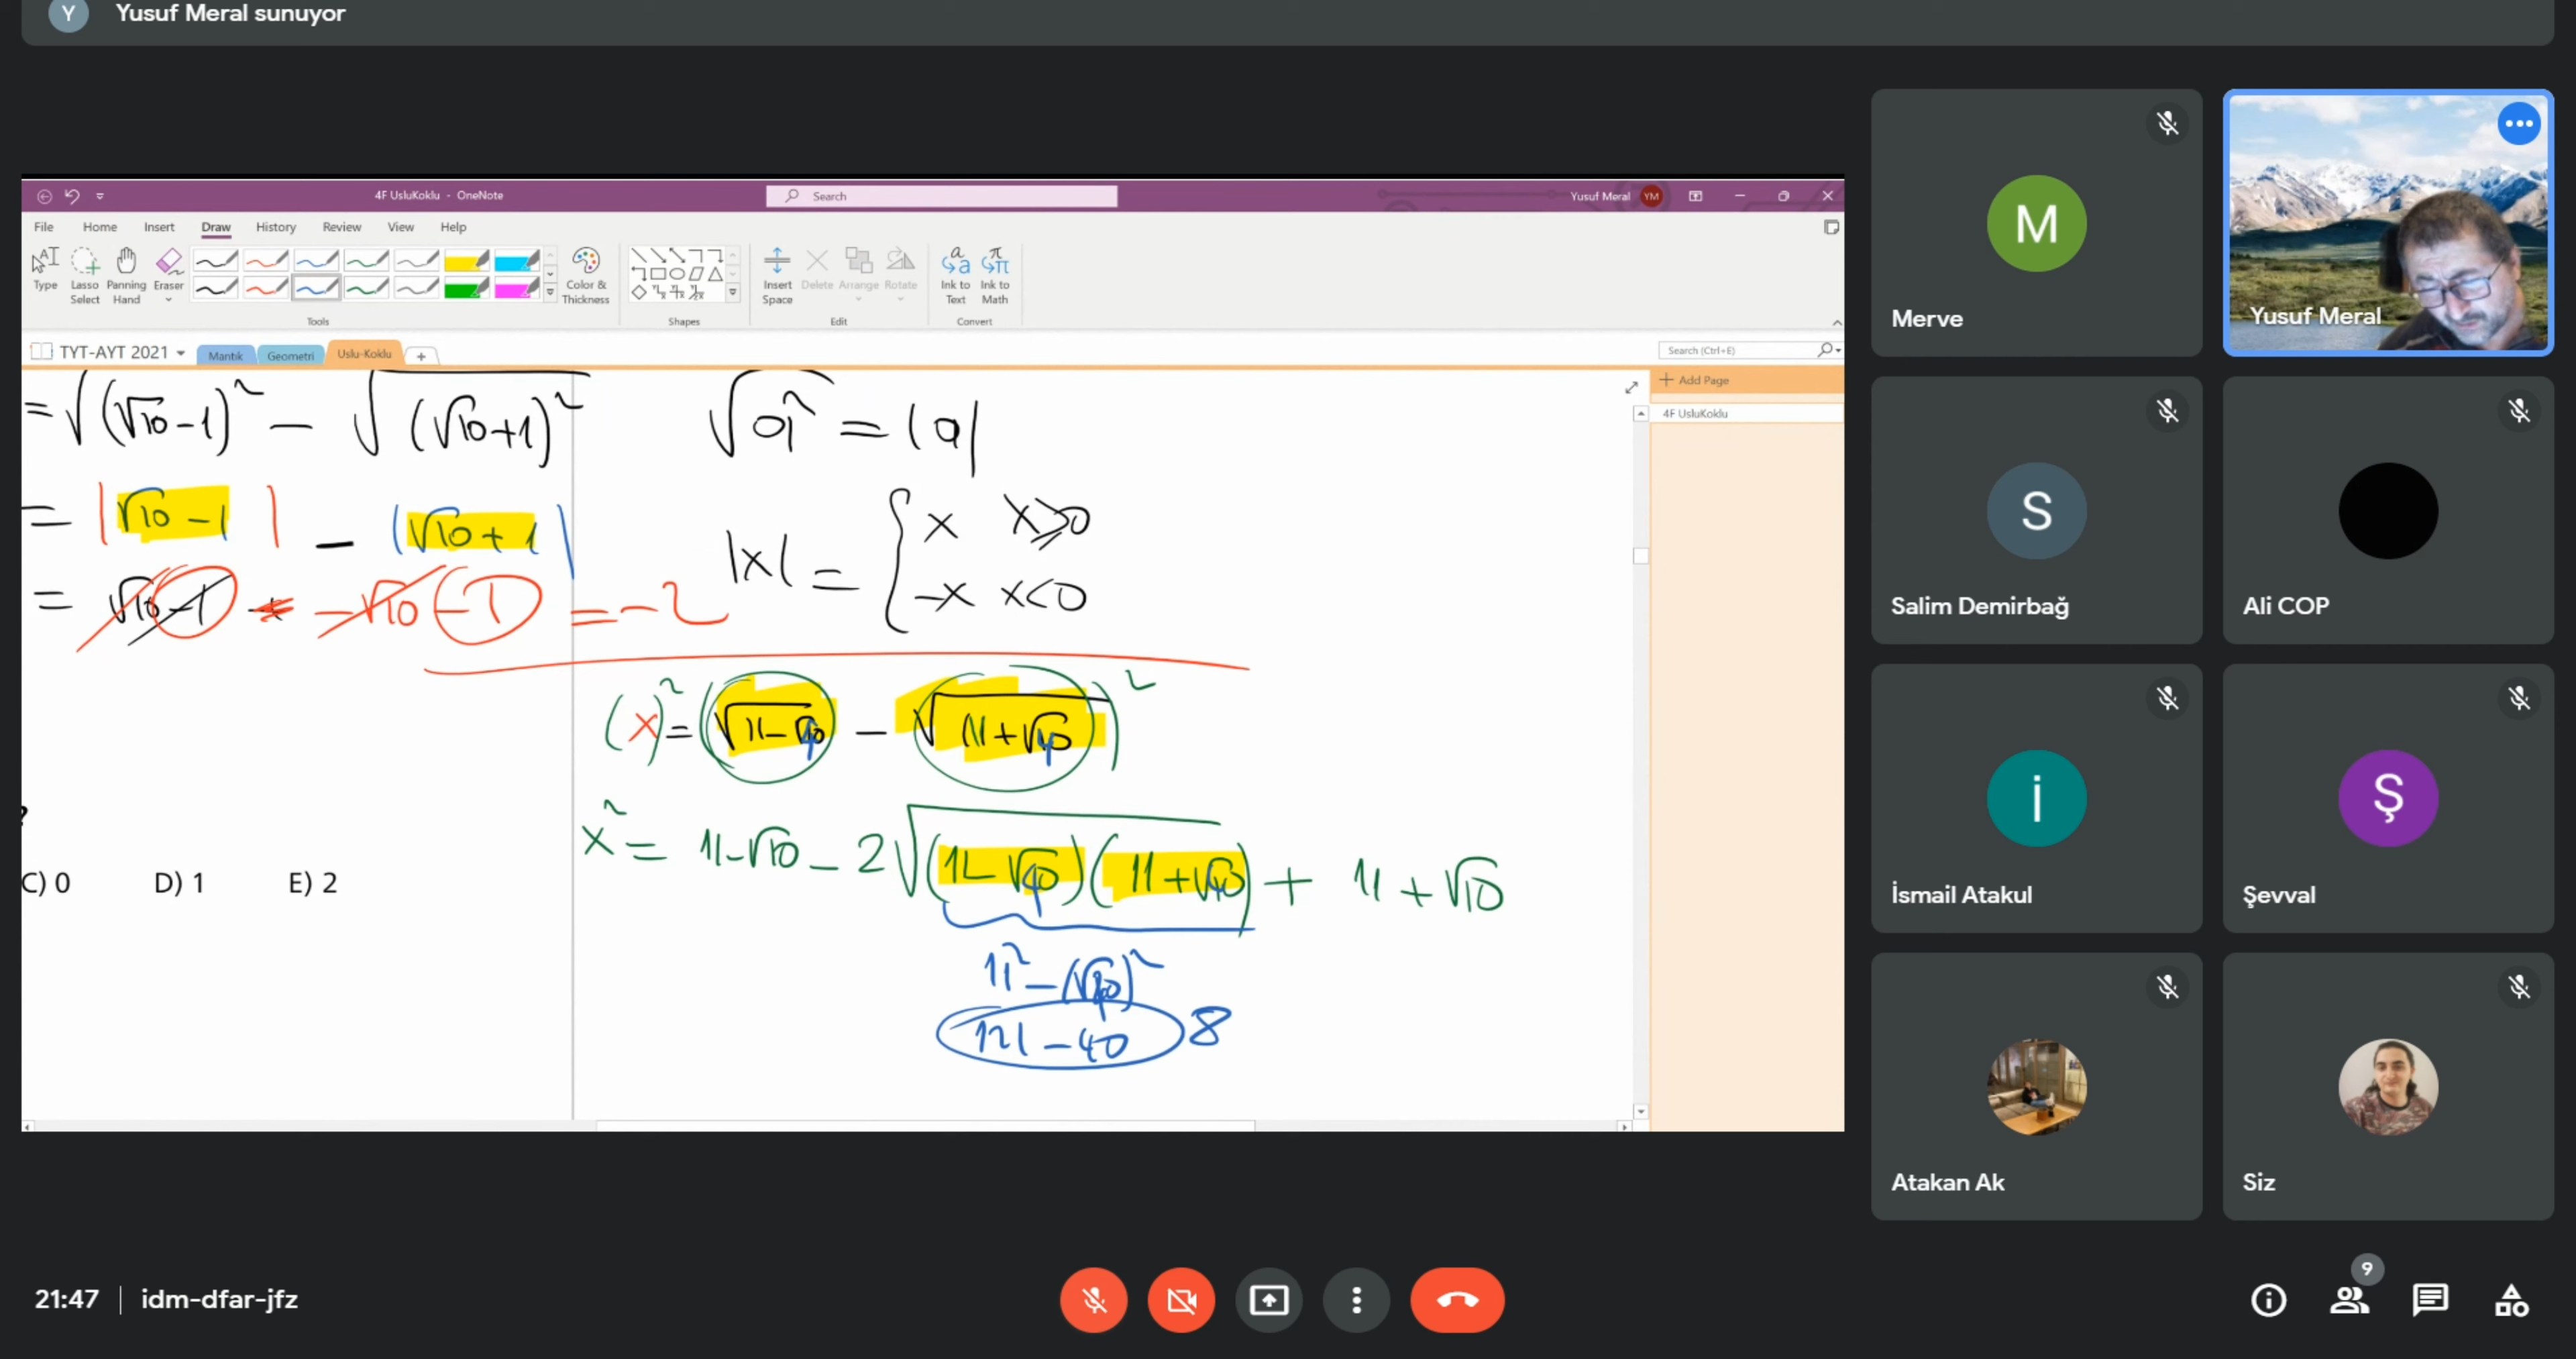 Y Yusuf Meral sunuyor
4F UsluKoklu - OneNote
Search
Yusuf Meral YM
File Home Insert Draw History Review View Help
Type
Lasso Select
Panning Hand
Eraser
Color & Thickness
Insert Space
Delete Arrange Rotate
Ink to Text
Ink to Math
Tools
Shapes
Edit
Convert
TYT-AYT 2021
Mantık Geometri Uslu-Koklu +
Search (Ctrl+E)
Add Page
4F UsluKoklu
= √(√10-1)² - √(√10+1)²
√a² = |a|
= |√10-1| - |√10+1|
|x| = { x x≥0
-x x<0
= √10-1 -√10-1 = -2
(x)² = (√11-√40 - √11+√40)²
x² = 11-√10 - 2√(11-√40)(11+√40) + 11+√10
11² - (√40)²
121-40 8
?
C) 0 D) 1 E) 2
M
Merve
Yusuf Meral
S
Salim Demirbağ
Ali COP
i
İsmail Atakul
Ş
Şevval
Atakan Ak
Siz
21:47 | idm-dfar-jfz
9